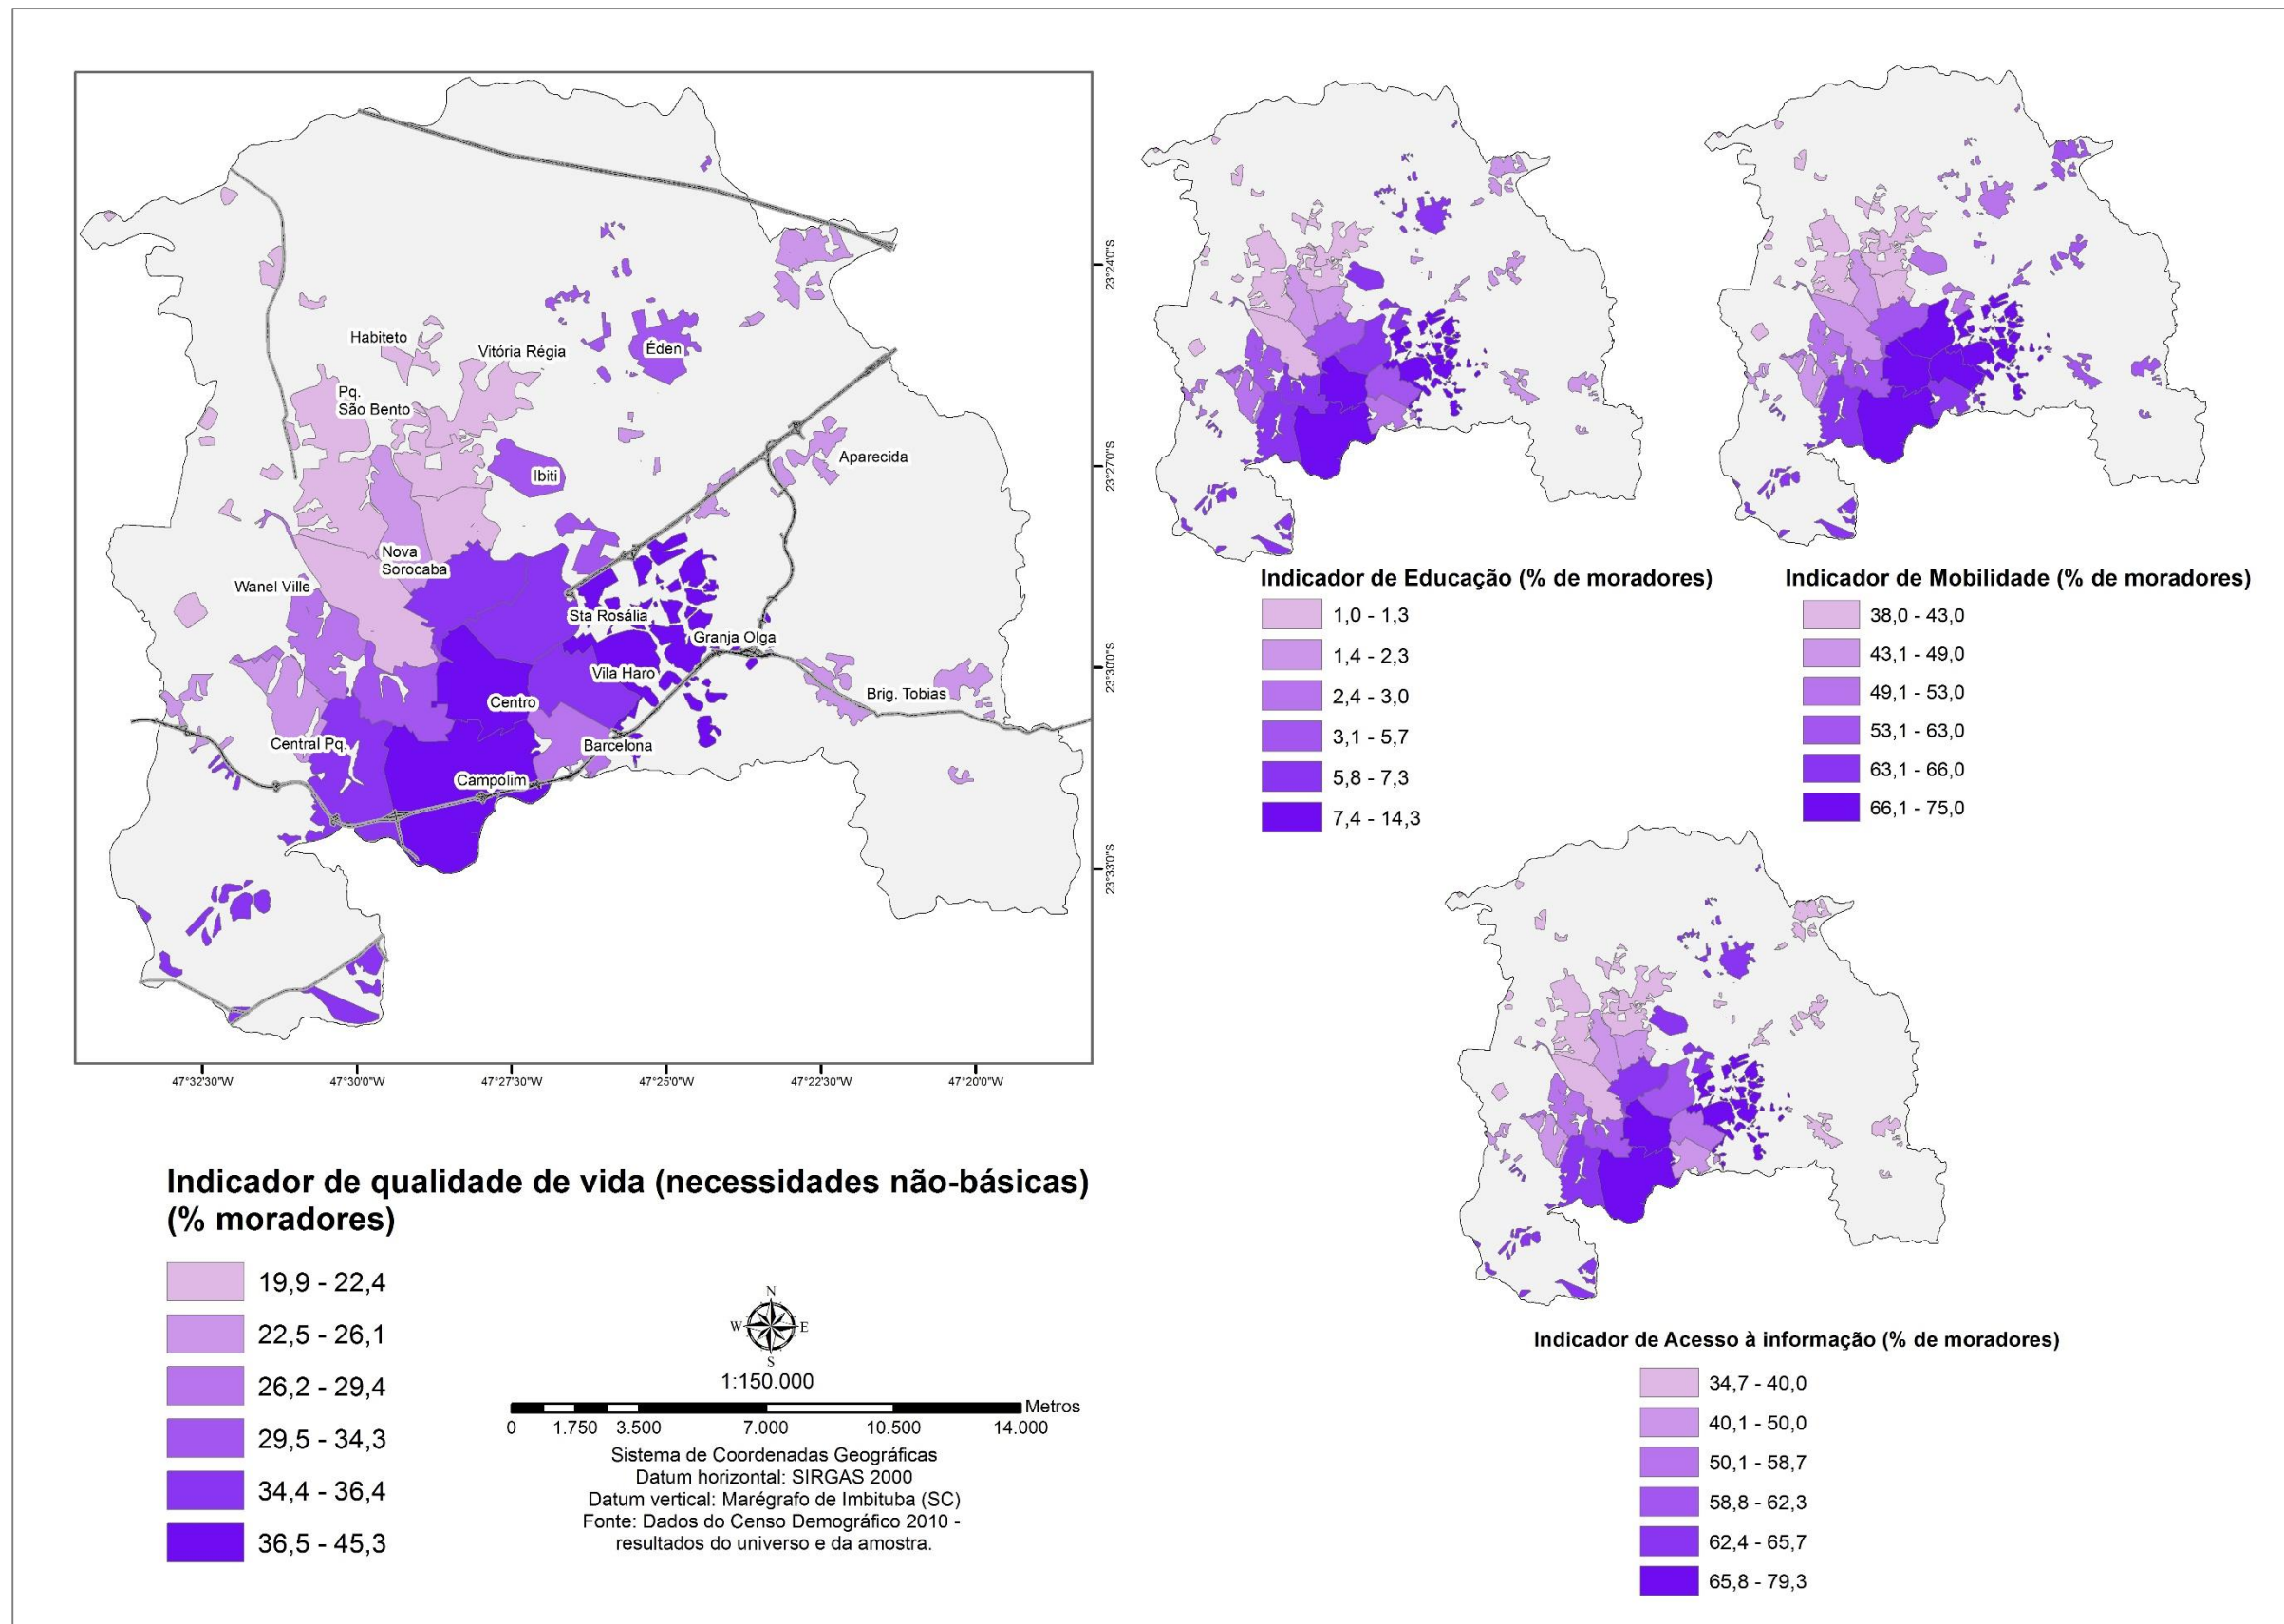 Habiteto
Vitória Régia
Éden
Pq.
São Bento
Aparecida
Ibiti
Nova
Sorocaba
Wanel Ville
Sta Rosália
Granja Olga
Vila Haro
Brig. Tobias
Centro
Central Pq.
Barcelona
Campolim
23°24'0"S
23°27'0"S
23°30'0"S
23°33'0"S
47°32'30"W
47°30'0"W
47°27'30"W
47°25'0"W
47°22'30"W
47°20'0"W
Indicador de Educação (% de moradores)
1,0 - 1,3
1,4 - 2,3
2,4 - 3,0
3,1 - 5,7
5,8 - 7,3
7,4 - 14,3
Indicador de Mobilidade (% de moradores)
38,0 - 43,0
43,1 - 49,0
49,1 - 53,0
53,1 - 63,0
63,1 - 66,0
66,1 - 75,0
Indicador de qualidade de vida (necessidades não-básicas)
(% moradores)
19,9 - 22,4
22,5 - 26,1
26,2 - 29,4
29,5 - 34,3
34,4 - 36,4
36,5 - 45,3
N
W
E
S
1:150.000
Metros
0 1.750 3.500 7.000 10.500 14.000
Sistema de Coordenadas Geográficas
Datum horizontal: SIRGAS 2000
Datum vertical: Marégrafo de Imbituba (SC)
Fonte: Dados do Censo Demográfico 2010 -
resultados do universo e da amostra.
Indicador de Acesso à informação (% de moradores)
34,7 - 40,0
40,1 - 50,0
50,1 - 58,7
58,8 - 62,3
62,4 - 65,7
65,8 - 79,3